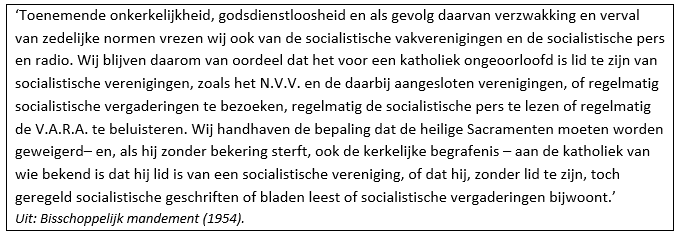 ‘Toenemende onkerkelijkheid, godsdienstloosheid en als gevolg daarvan verzwakking en verval
van zedelijke normen vrezen wij ook van de socialistische vakverenigingen en de socialistische pers
en radio. Wij blijven daarom van oordeel dat het voor een katholiek ongeoorloofd is lid te zijn van
socialistische verenigingen, zoals het N.V.V. en de daarbij aangesloten verenigingen, of regelmatig
socialistische vergaderingen te bezoeken, regelmatig de socialistische pers te lezen of regelmatig
de V.A.R.A. te beluisteren. Wij handhaven de bepaling dat de heilige Sacramenten moeten worden
geweigerd– en, als hij zonder bekering sterft, ook de kerkelijke begrafenis – aan de katholiek van
wie bekend is dat hij lid is van een socialistische vereniging, of dat hij, zonder lid te zijn, toch
geregeld socialistische geschriften of bladen leest of socialistische vergaderingen bijwoont.’
Uit: Bisschoppelijk mandement (1954).